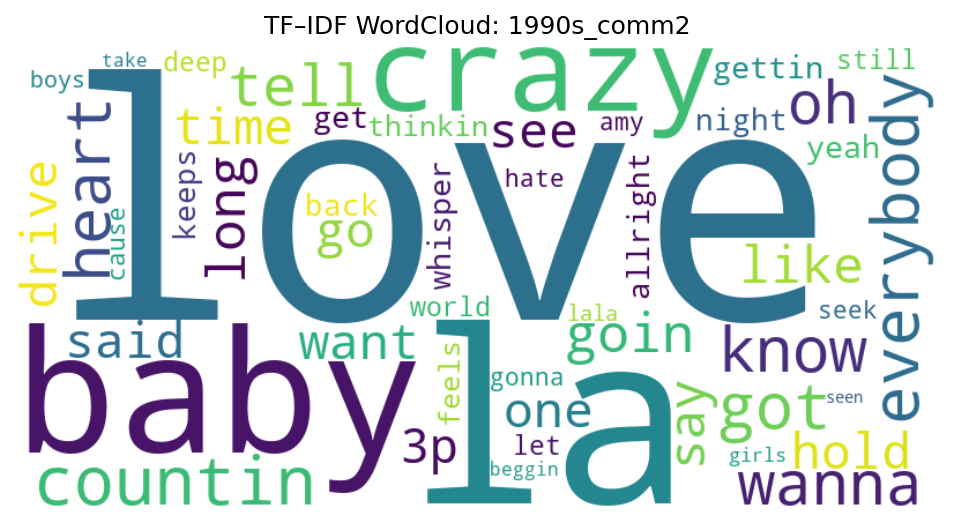 TF–IDF WordCloud: 1990s_comm2
take
deep
boys
tell
crazy
gettin
still
time
get
thinkin
see
amy
night
oh
yeah
heart
love
everybody
drive
cause
keeps
long
back
go
whisper
hate
allright
like
seek
world
lala
said
want
goin
know
baby
la
feels
gonna
one
say
got
seen
3p
let
girls
hold
countin
beggin
wanna